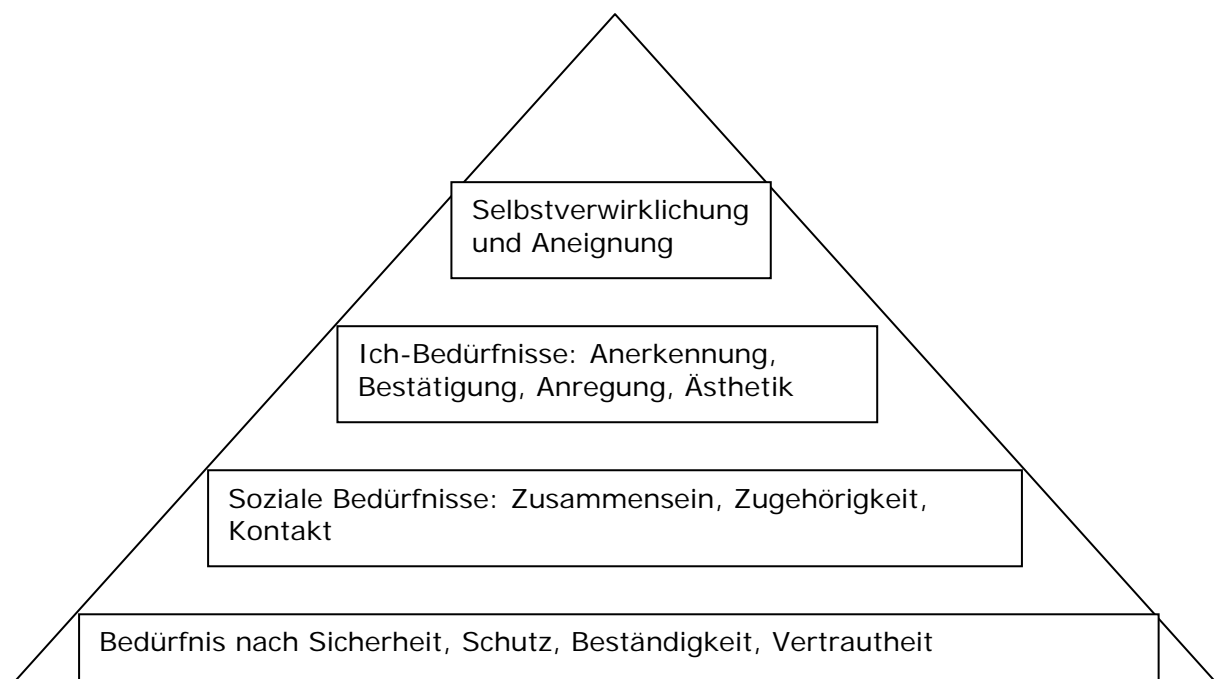 Selbstverwirklichung
und Aneignung
Ich-Bedürfnisse: Anerkennung,
Bestätigung, Anregung, Ästhetik
Soziale Bedürfnisse: Zusammensein, Zugehörigkeit,
Kontakt
Bedürfnis nach Sicherheit, Schutz, Beständigkeit, Vertrautheit